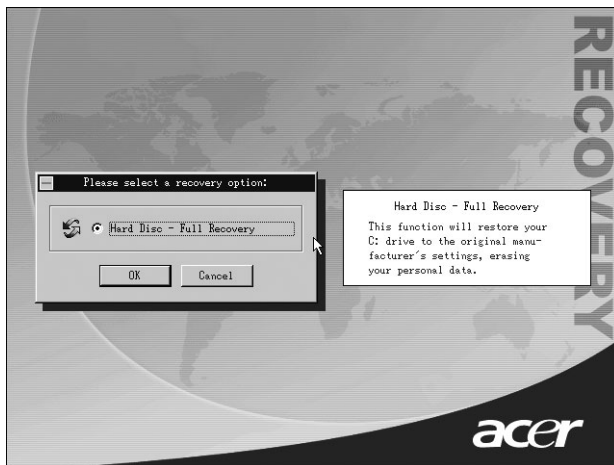 RECOVERY
Please select a recovery option:
Hard Disc - Full Recovery
OK
Cancel
Hard Disc - Full Recovery
This function will restore your
C: drive to the original manu-
facturer's settings, erasing
your personal data.
acer